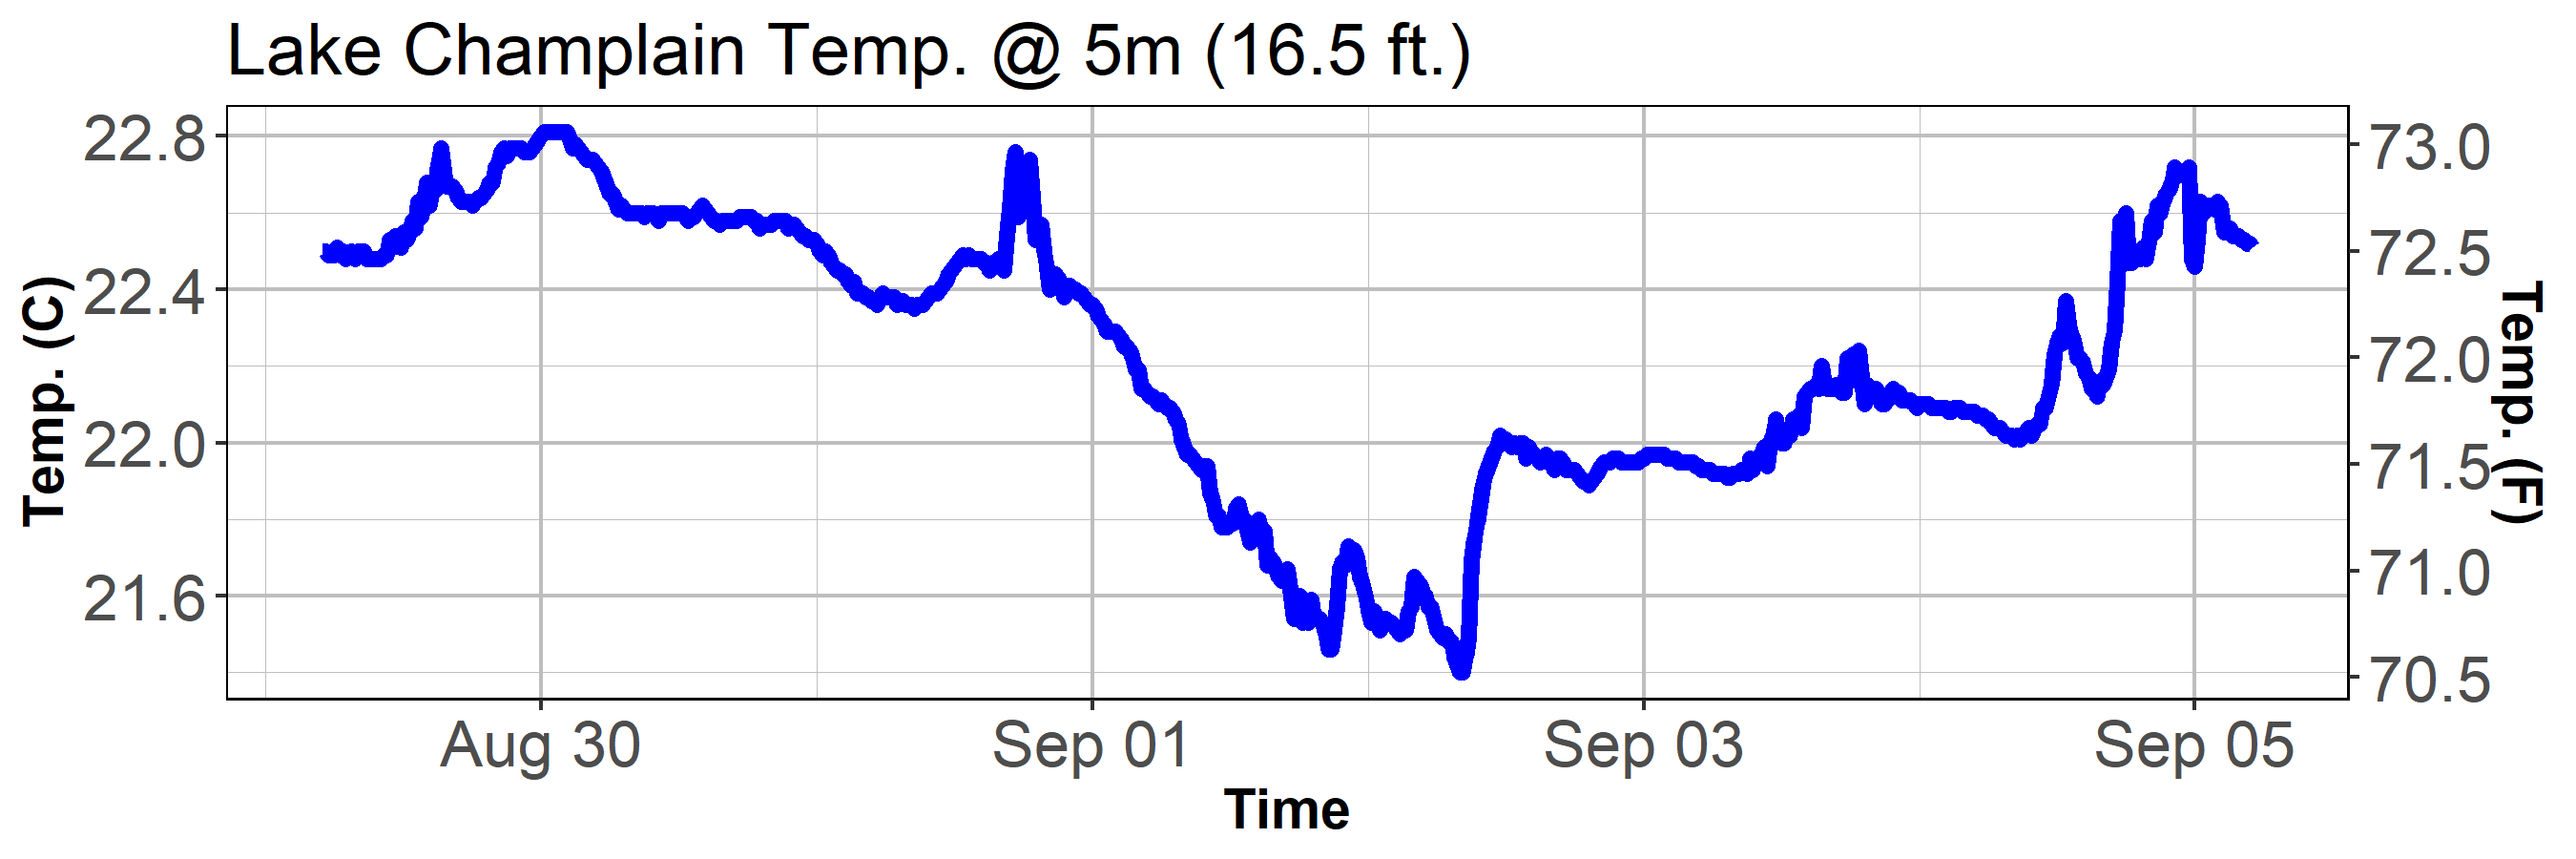 Lake Champlain Temp. @ 5m (16.5 ft.)
22.8
22.4
22.0
21.6
Temp. (C)
73.0
72.5
72.0
71.5
71.0
70.5
Temp. (F)
Aug 30
Sep 01
Sep 03
Sep 05
Time